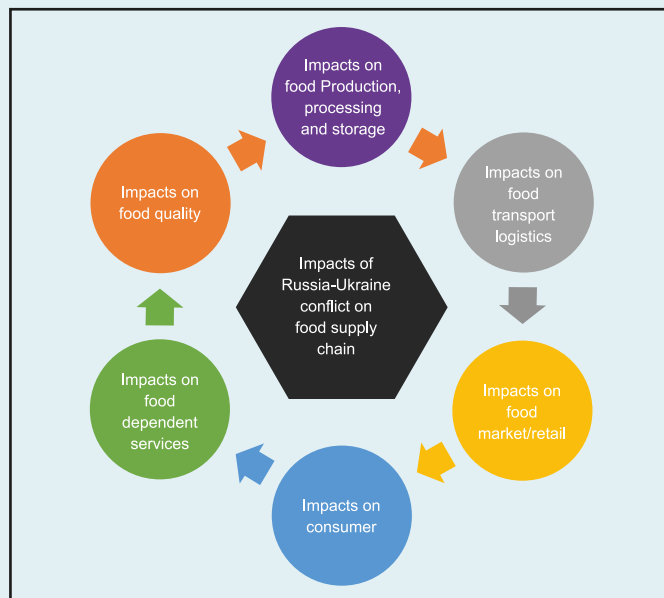 Impacts on
food Production,
processing
and storage
Impacts on
food
transport
logistics
Impacts on
food
market/retail
Impacts on
consumer
Impacts on
food
dependent
services
Impacts on
food quality
Impacts of
Russia-Ukraine
conflict on
food supply
chain